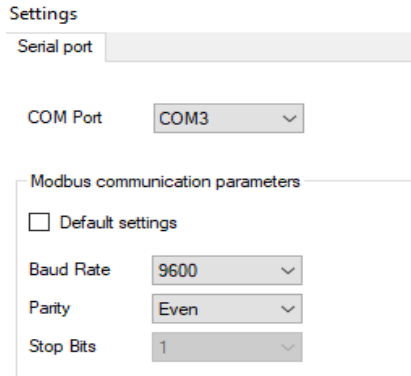 Settings
Serial port
COM Port COM3
Modbus communication parameters
Default settings
Baud Rate 9600
Parity Even
Stop Bits 1